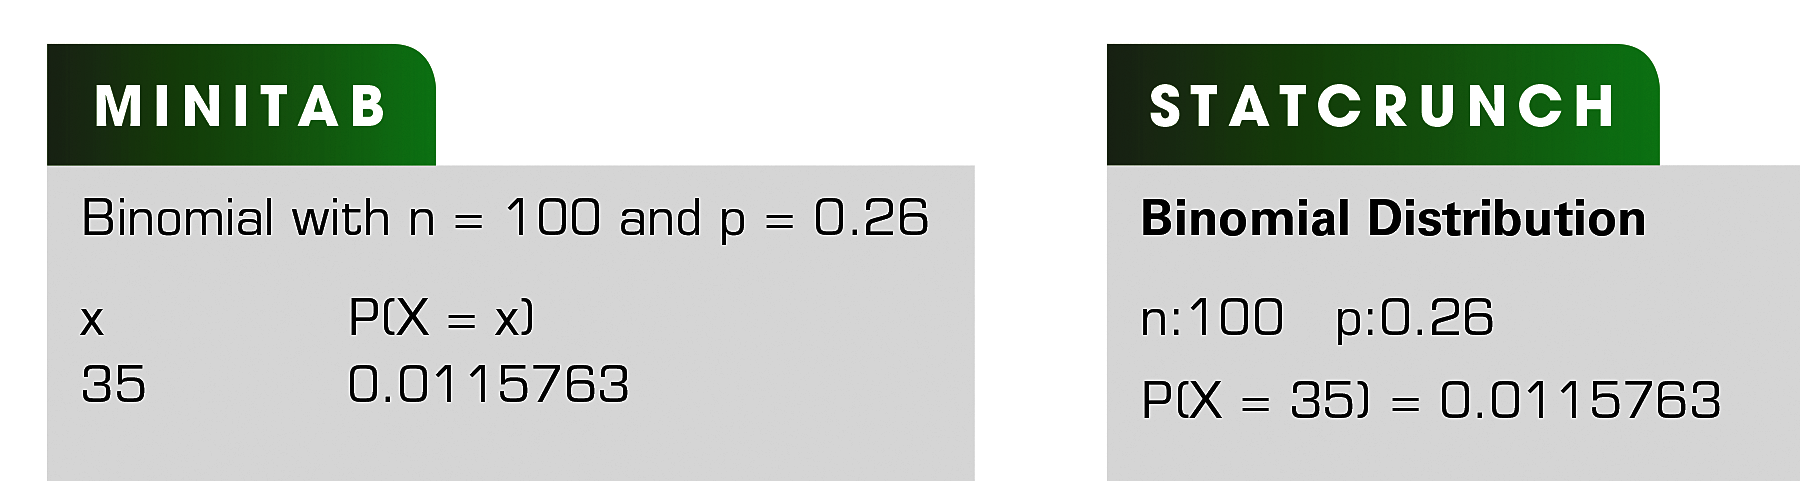 MINITAB
Binomial with n = 100 and p = 0.26
x P(X = x)
35 0.0115763
STATCRUNCH
Binomial Distribution
n:100 p:0.26
P(X = 35) = 0.0115763